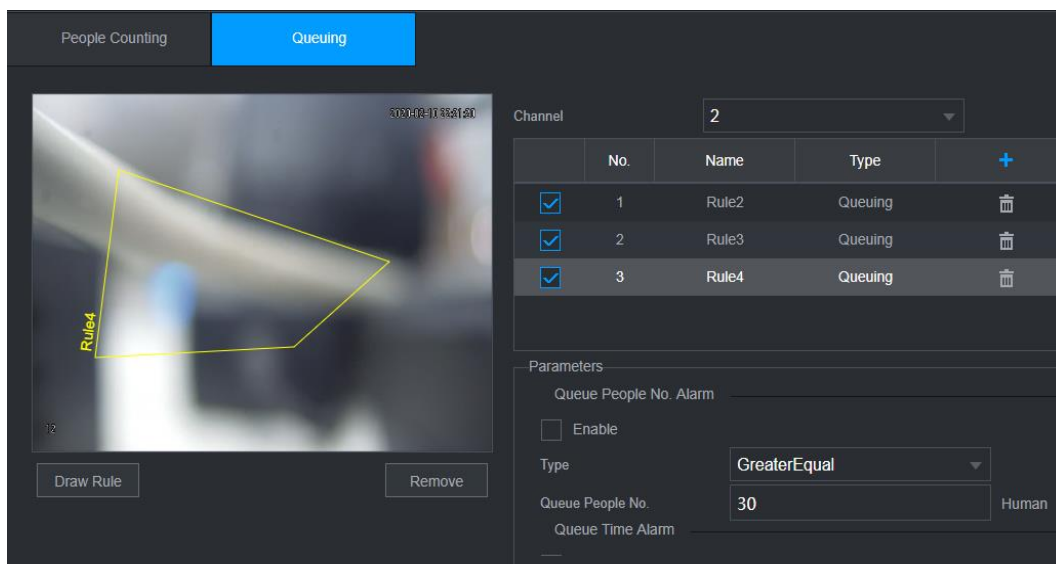 People Counting
Queuing
Channel
2
No. Name Type +
1 Rule2 Queuing
2 Rule3 Queuing
3 Rule4 Queuing
Rule4
12
Draw Rule
Remove
Parameters
Queue People No. Alarm
Enable
Type
GreaterEqual
Queue People No.
30
Human
Queue Time Alarm